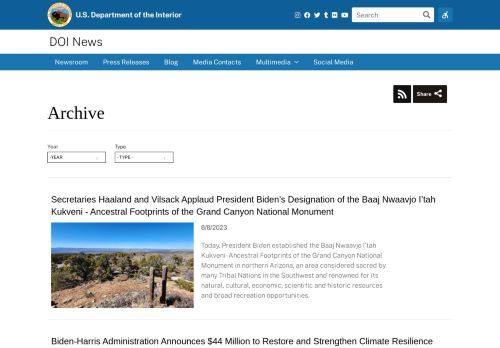 U.S. Department of the Interior
Search
DOI News
Newsroom Press Releases Blog Media Contacts Multimedia Social Media
Share
Archive
Year Type
-YEAR - TYPE -
Secretaries Haaland and Vilsack Applaud President Biden's Designation of the Baaj Nwaavjo I'tah
Kukveni - Ancestral Footprints of the Grand Canyon National Monument
8/8/2023
Today, President Biden established the Baaj Nwaavjo I'tah
Kukveni -Ancestral Footprints of the Grand Canyon National
Monument in northern Arizona, an area considered sacred by
many Tribal Nations in the Southwest and renowned for its
natural, cultural, economic, scientific and historic resources
and broad recreation opportunities.
Biden-Harris Administration Announces $44 Million to Restore and Strengthen Climate Resilience